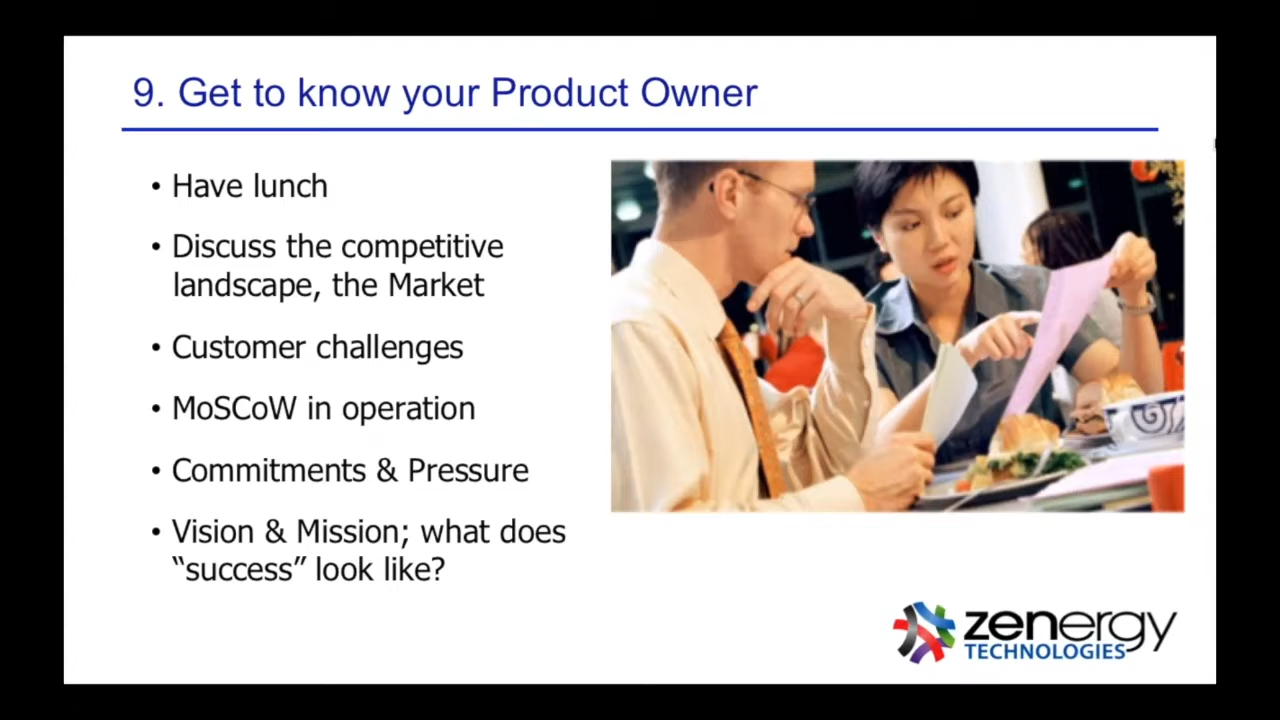 9. Get to know your Product Owner
• Have lunch
• Discuss the competitive
landscape, the Market
• Customer challenges
• MoSCoW in operation
• Commitments & Pressure
• Vision & Mission; what does
“success” look like?
zenergy
TECHNOLOGIES